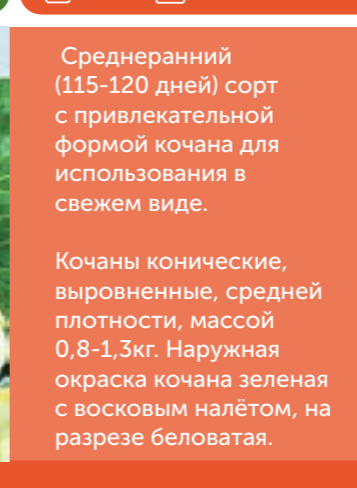 Среднеранний
(115-120 дней) сорт
с привлекательной
формой кочана для
использования в
свежем виде.
Кочаны конические,
выровненные, средней
плотности, массой
0,8-1,3кг. Наружная
окраска кочана зеленая
с восковым налётом, на
разрезе беловатая.